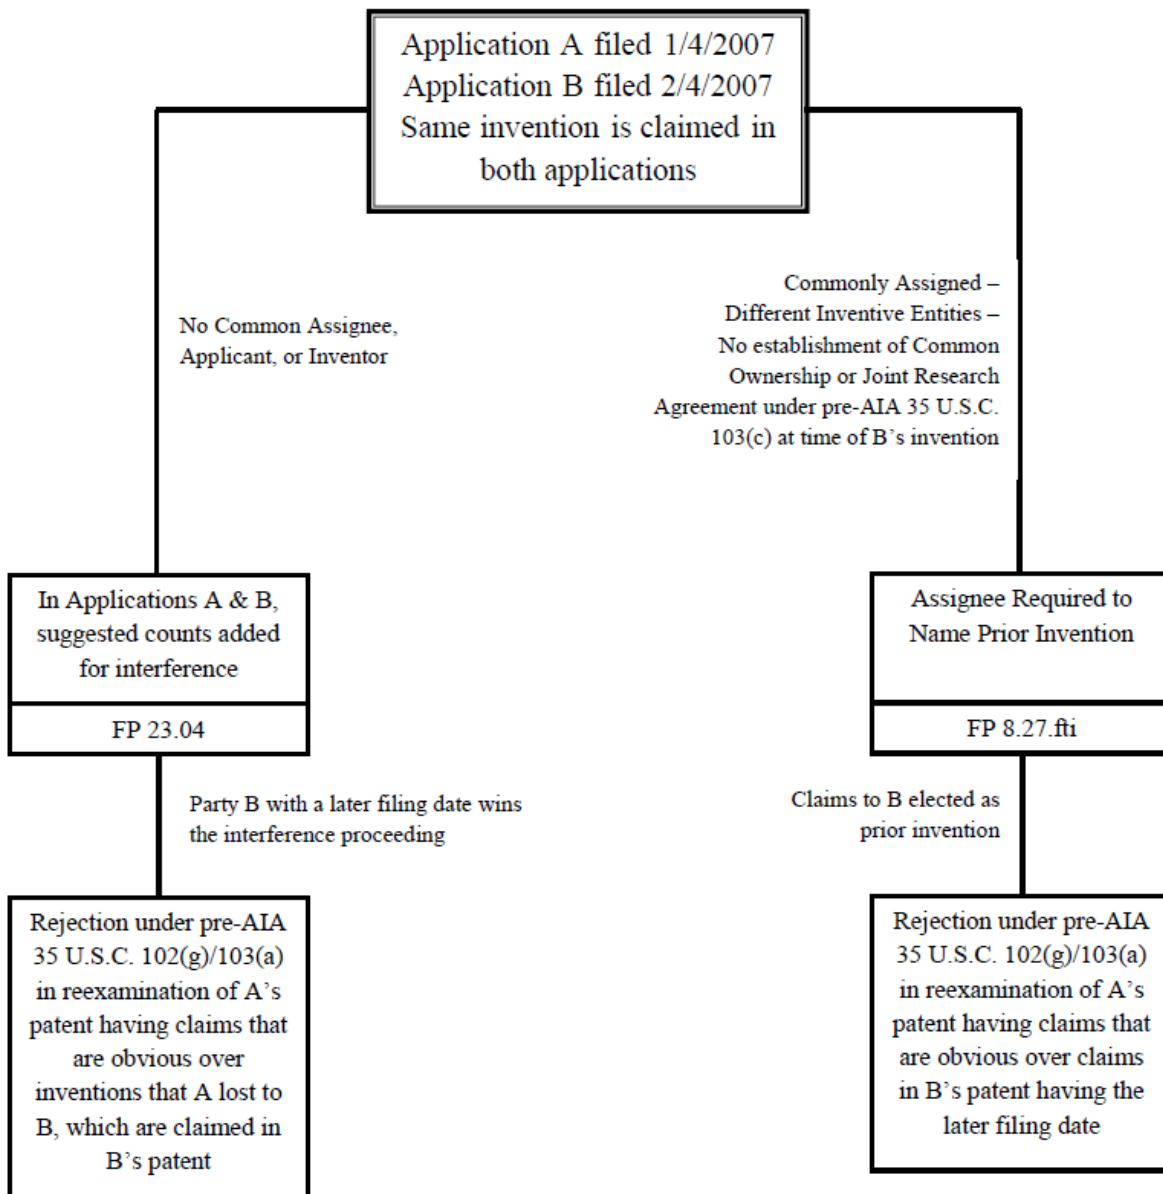 Application A filed 1/4/2007
Application B filed 2/4/2007
Same invention is claimed in
both applications
No Common Assignee,
Applicant, or Inventor
Commonly Assigned –
Different Inventive Entities –
No establishment of Common
Ownership or Joint Research
Agreement under pre-AIA 35 U.S.C.
103(c) at time of B’s invention
In Applications A & B,
suggested counts added
for interference
FP 23.04
Assignee Required to
Name Prior Invention
FP 8.27.fti
Party B with a later filing date wins
the interference proceeding
Claims to B elected as
prior invention
Rejection under pre-AIA
35 U.S.C. 102(g)/103(a)
in reexamination of A’s
patent having claims that
are obvious over
inventions that A lost to
B, which are claimed in
B’s patent
Rejection under pre-AIA
35 U.S.C. 102(g)/103(a)
in reexamination of A’s
patent having claims that
are obvious over claims
in B’s patent having the
later filing date